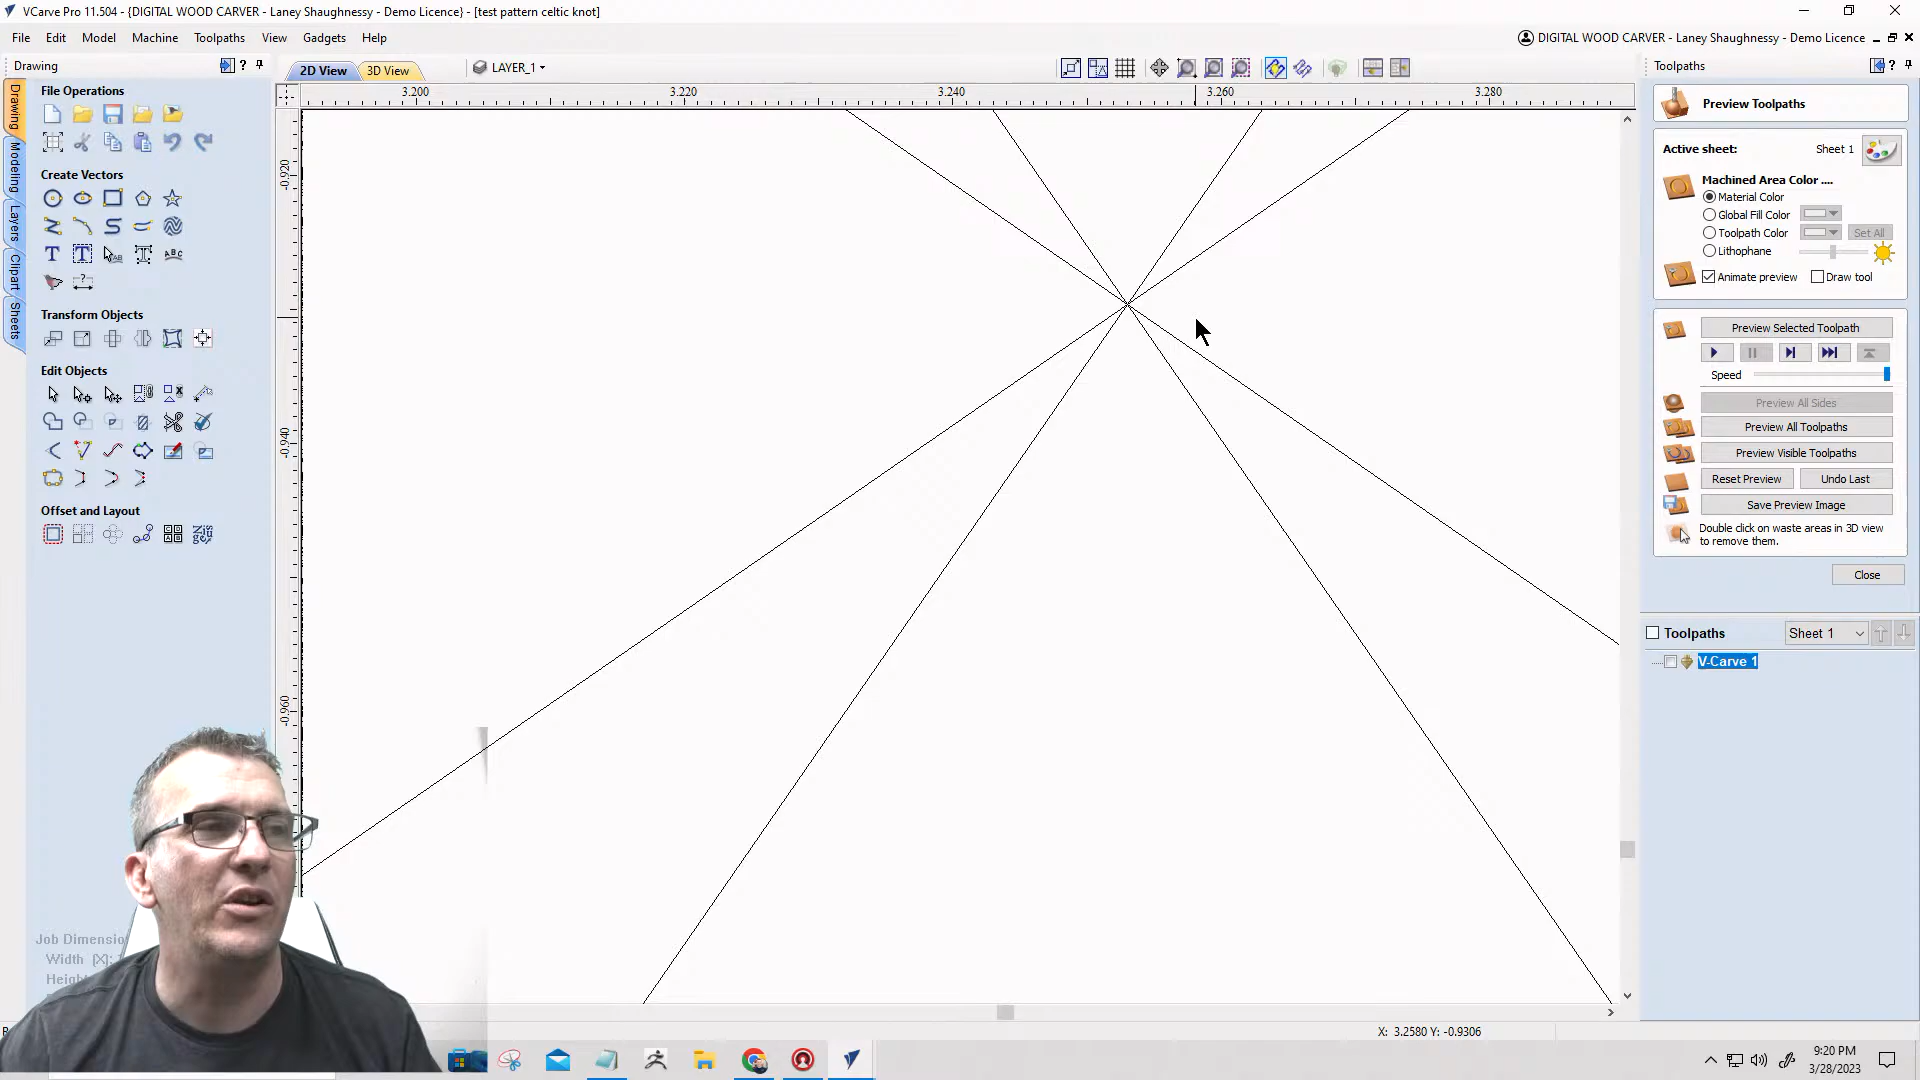 VCarve Pro 11.504 - {DIGITAL WOOD CARVER - Laney Shaughnessy - Demo Licence} - [test pattern celtic knot]
File Edit Model Machine Toolpaths View Gadgets Help
DIGITAL WOOD CARVER - Laney Shaughnessy - Demo Licence
Drawing
2D View
3D View
LAYER_1
Toolpaths
Drawing
Modeling
Layers
Clipart
Sheets
File Operations
Create Vectors
Transform Objects
Edit Objects
Offset and Layout
Job Dimensio
Width [X]:
Heigh
3.200
3.220
3.240
3.260
3.280
-0.920
-0.940
-0.960
Preview Toolpaths
Active sheet: Sheet 1
Machined Area Color ....
Material Color
Global Fill Color
Toolpath Color
Set All
Lithophane
Animate preview
Draw tool
Preview Selected Toolpath
Speed
Preview All Sides
Preview All Toolpaths
Preview Visible Toolpaths
Reset Preview
Undo Last
Save Preview Image
Double click on waste areas in 3D view
to remove them.
Close
Toolpaths
Sheet 1
V-Carve 1
X: 3.2580 Y: -0.9306
9:20 PM
3/28/2023